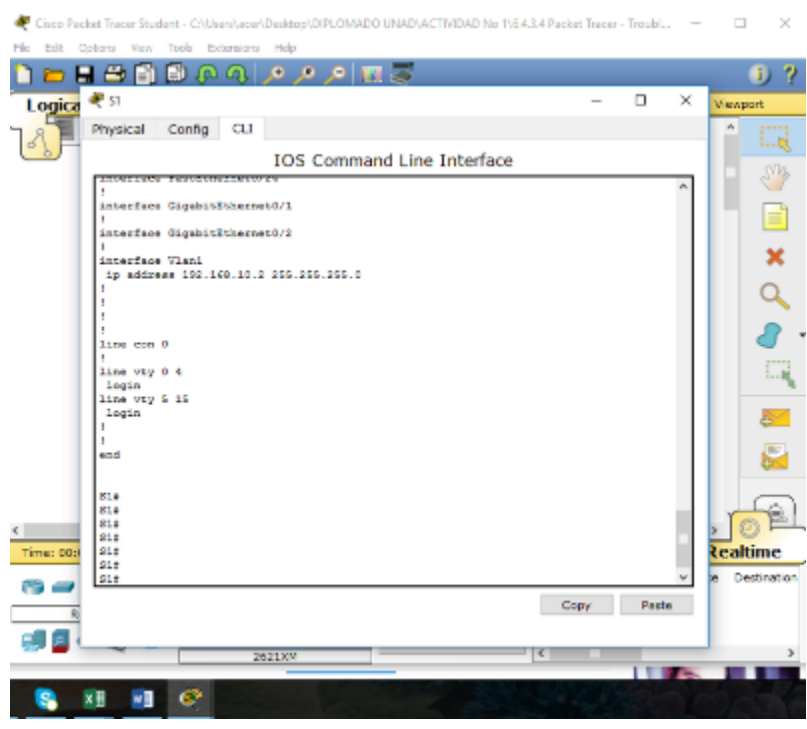 Cisco Packet Tracer Student - C:\Users\acer\Desktop\DIPLOMADO UNAD\ACTIVIDAD No 1\6.4.3.4 Packet Tracer - Troubl...
File Edit Options View Tools Extensions Help
Logica
S1
Viewport
Physical Config CLI
IOS Command Line Interface
!
interface GigabitEthernet0/1
!
interface GigabitEthernet0/2
!
interface Vlan1
ip address 192.168.10.2 255.255.255.0
!
!
!
!
line con 0
!
line vty 0 4
login
line vty 5 15
login
!
!
end
S1#
S1#
S1#
S1#
S1#
S1#
S1#
Time: 00:
Realtime
Destination
Copy Paste
2621XM